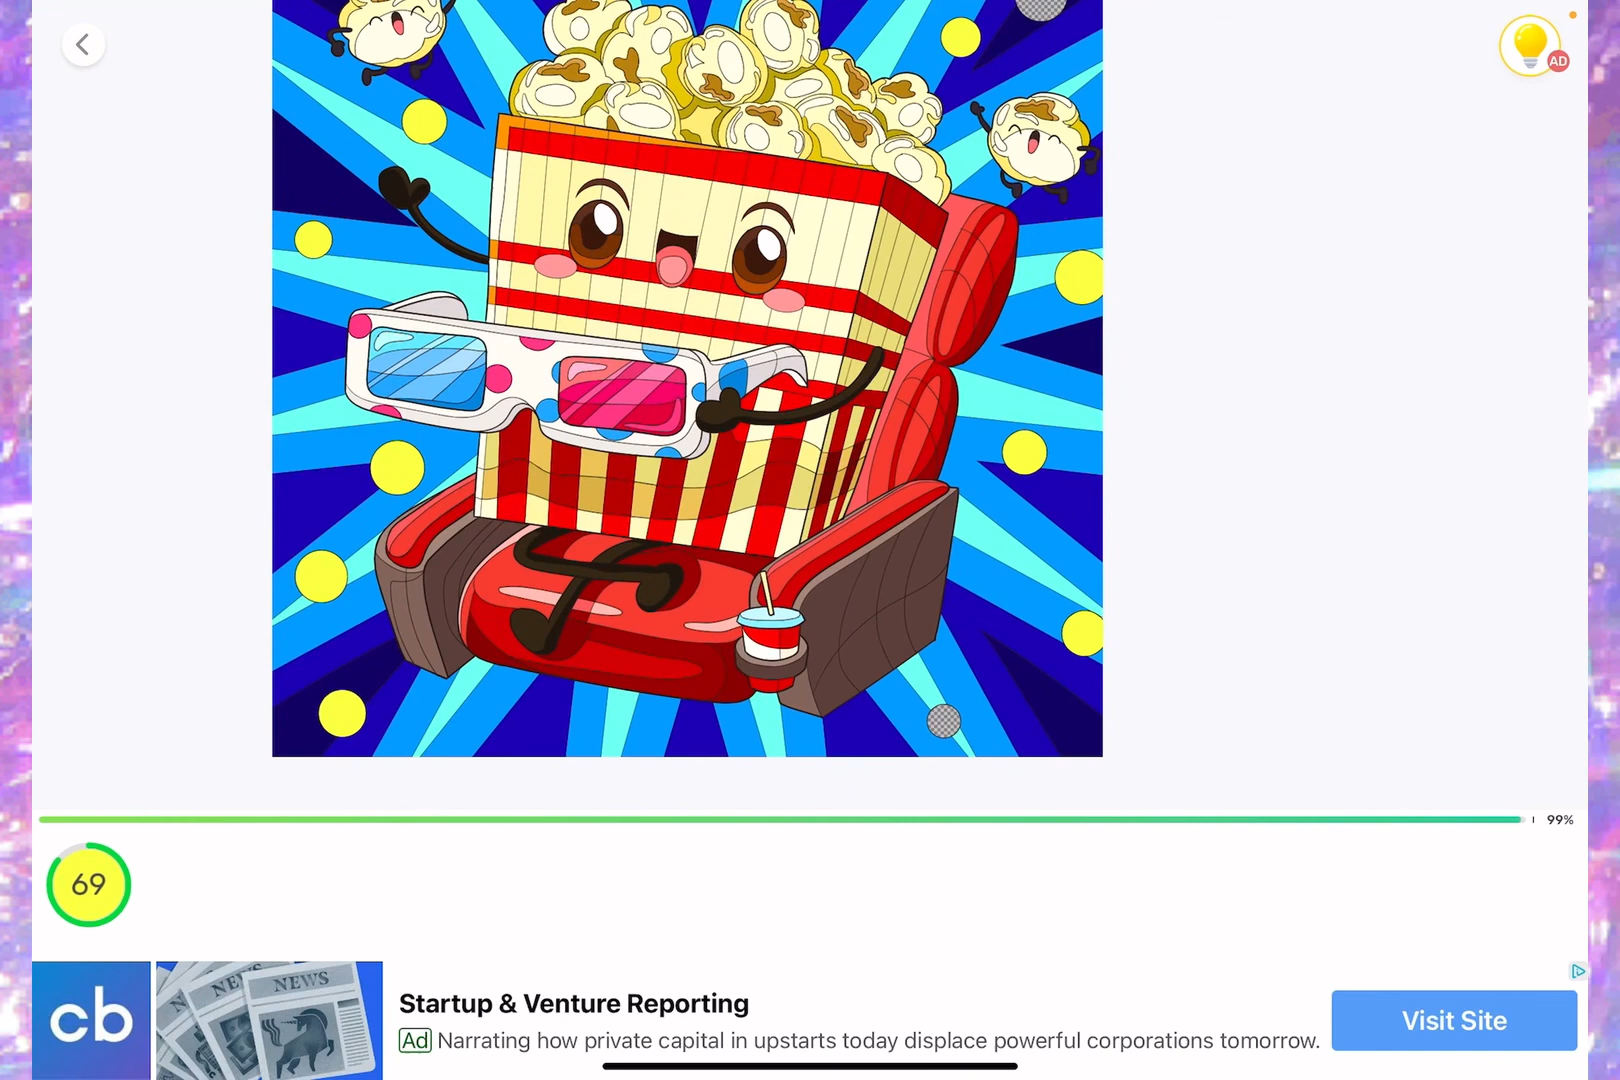 AD
99%
69
cb
NEWS
NEWS
Startup & Venture Reporting
Ad Narrating how private capital in upstarts today displace powerful corporations tomorrow.
Visit Site